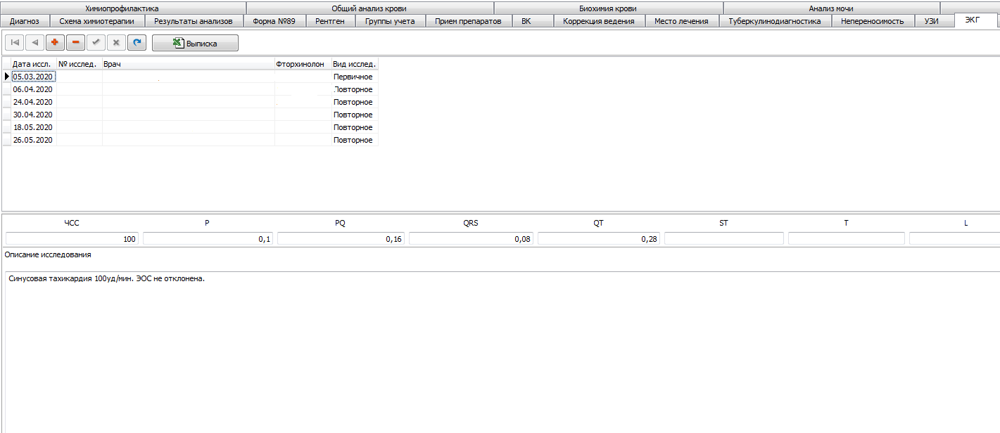 Химиопрофилактика Общий анализ крови Биохимия крови Анализ мочи
Диагноз Схема химиотерапии Результаты анализов Форма №89 Рентген Группы учета Прием препаратов ВК Коррекция ведения Место лечения Туберкулинодиагностика Непереносимость УЗИ ЭКГ
Выписка
Дата иссл. № исслед. Врач Фторхинолон Вид исслед.
05.03.2020 Первичное
06.04.2020 Повторное
24.04.2020 Повторное
30.04.2020 Повторное
18.05.2020 Повторное
26.05.2020 Повторное
ЧСС P PQ QRS QT ST T L
100 0,1 0,16 0,08 0,28
Описание исследования
Синусовая тахикардия 100уд/мин. ЭОС не отклонена.